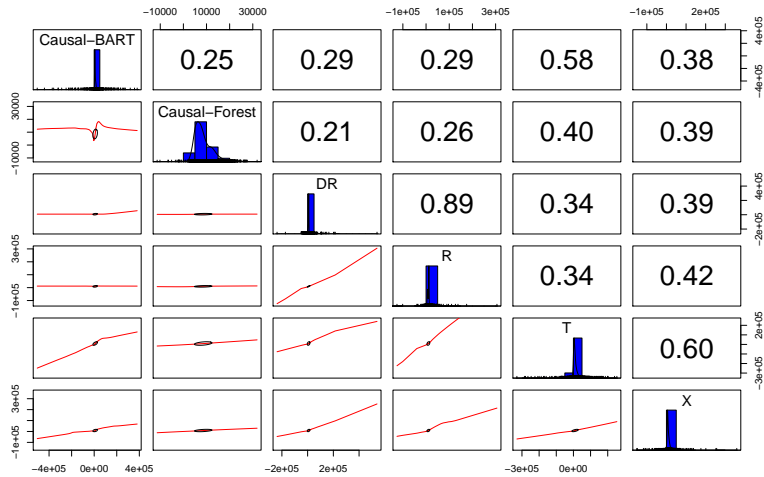 -10000 10000 30000 -1e+05 1e+05 3e+05 -1e+05 2e+05
Causal-BART 0.25 0.29 0.29 0.58 0.38 -4e+05 4e+05
-10000 30000 Causal-Forest 0.21 0.26 0.40 0.39
DR 0.89 0.34 0.39 -2e+05 4e+05
-1e+05 3e+05 R 0.34 0.42
T 0.60 -3e+05 2e+05
-1e+05 3e+05 X
-4e+05 0e+00 4e+05 -2e+05 2e+05 -3e+05 0e+00